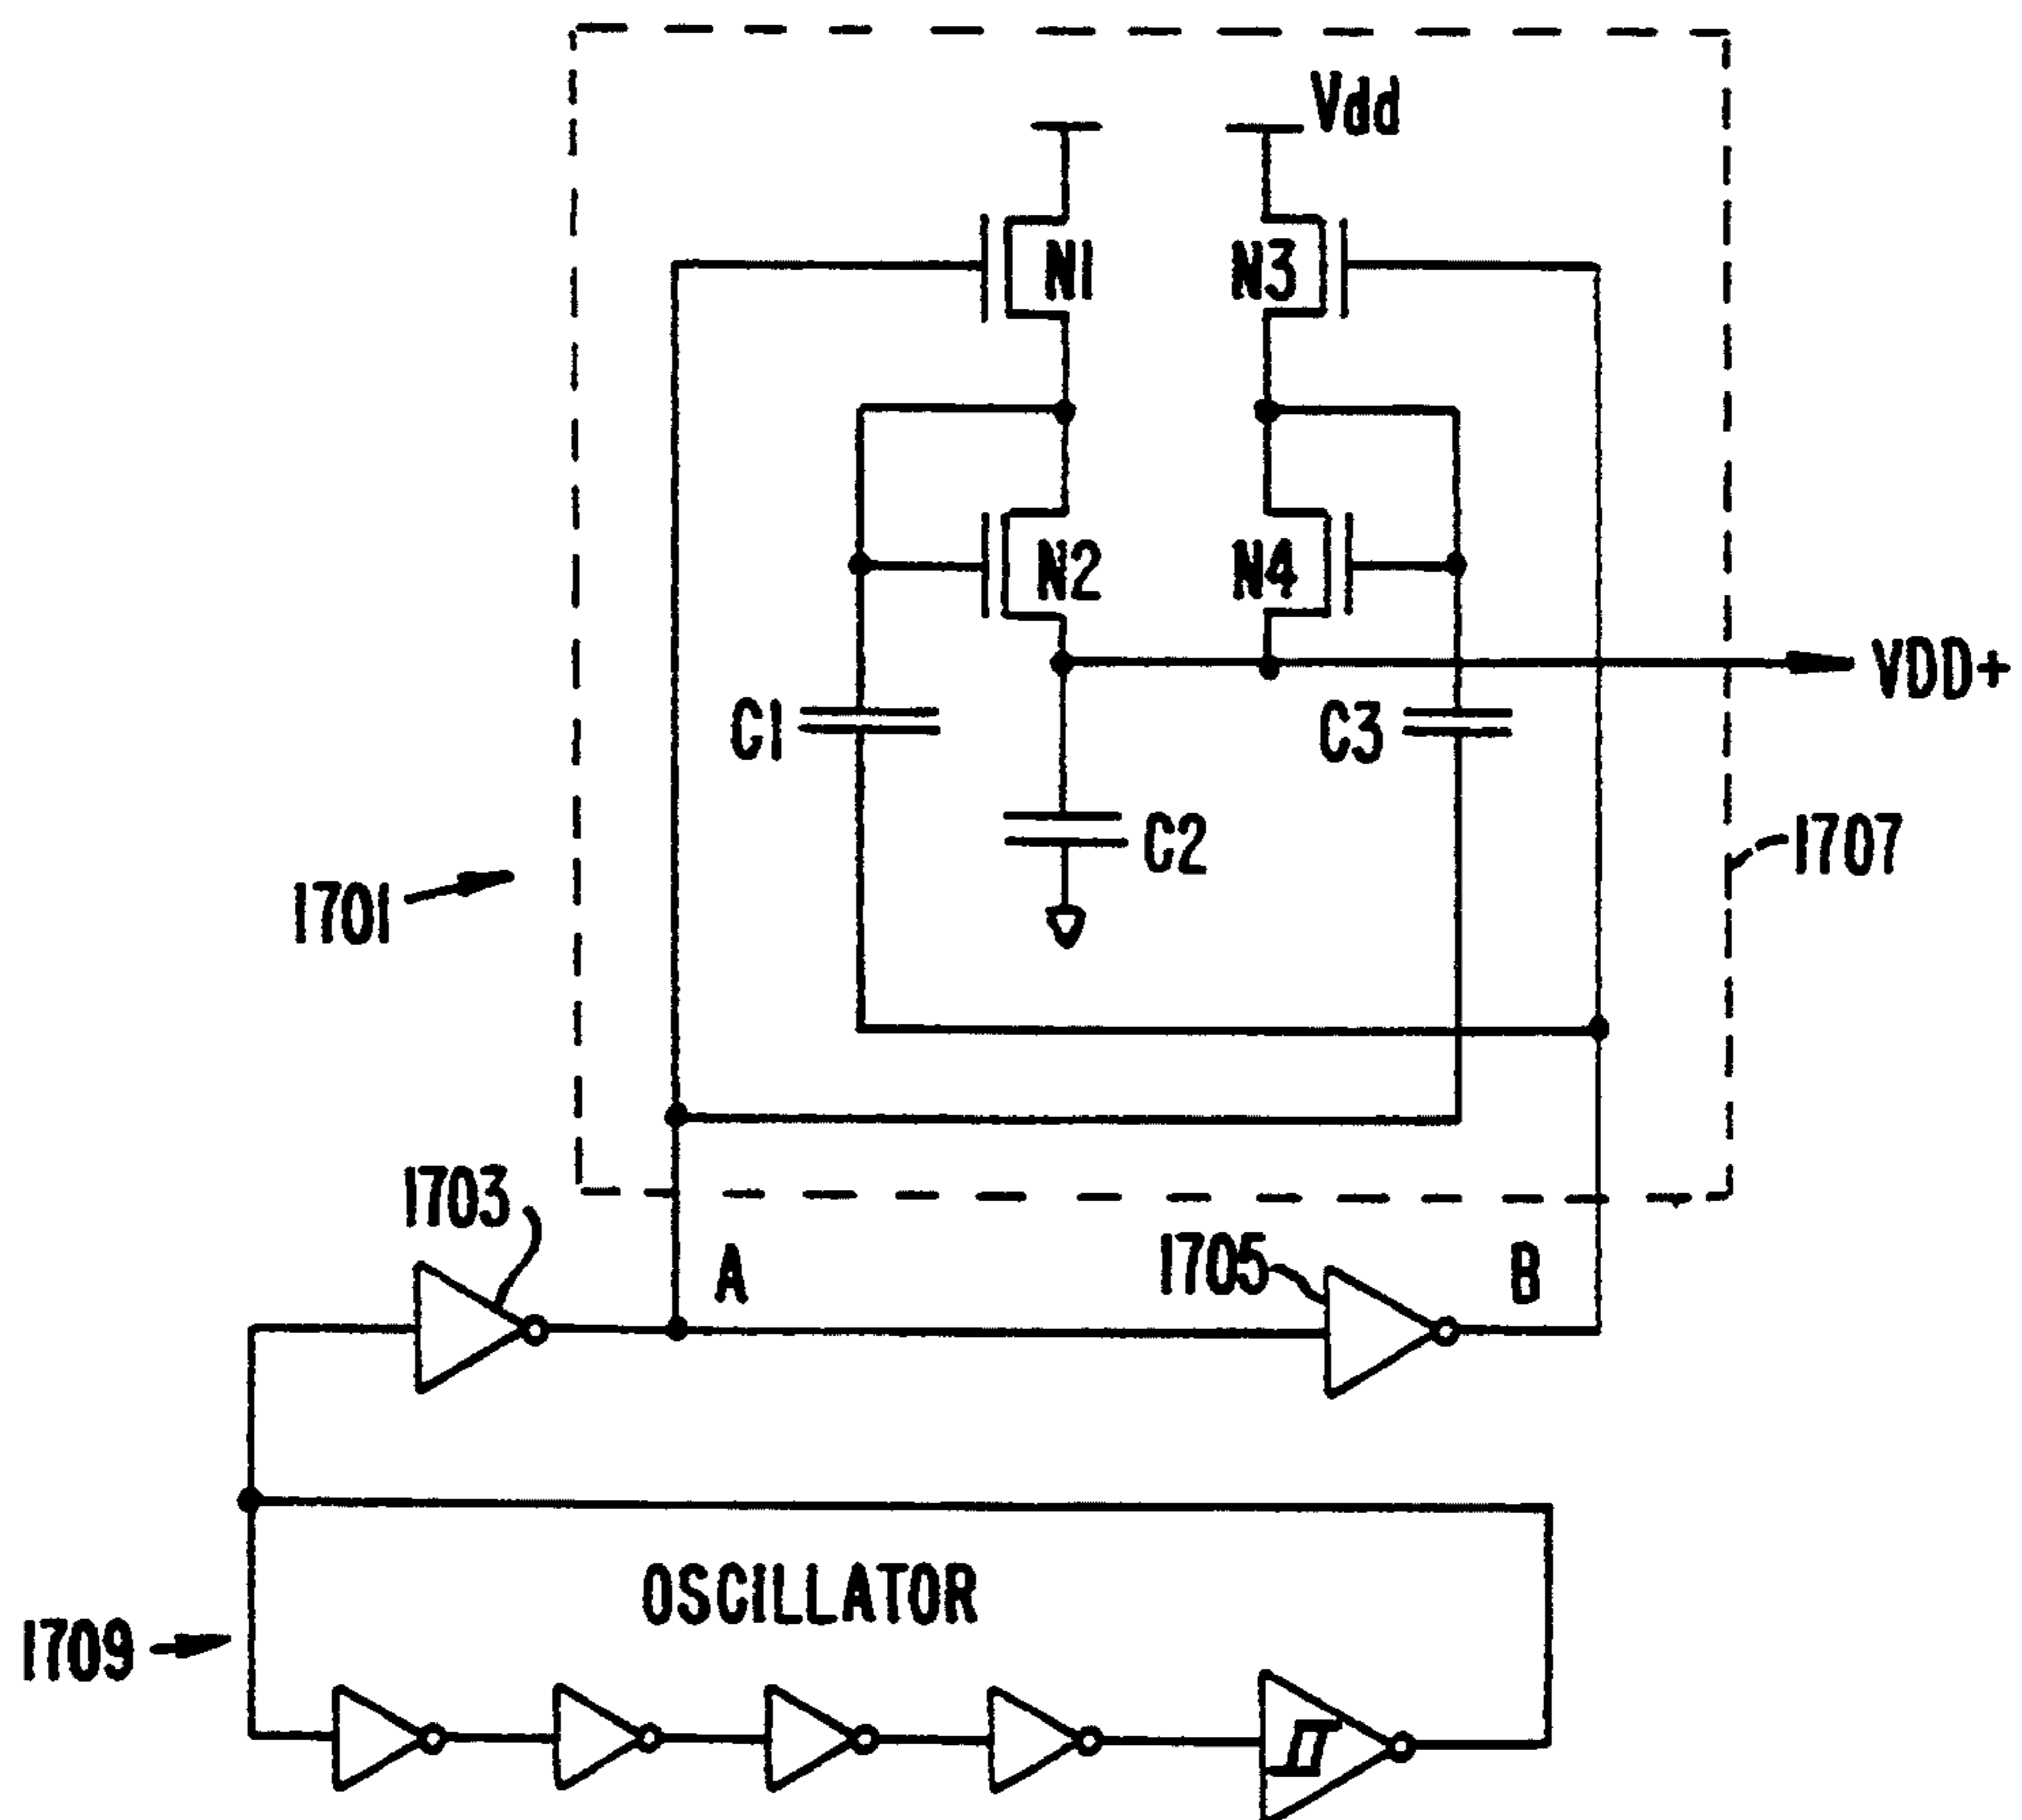 Vdd
N1
N3
N2
N4
VDD+
C1
C3
C2
1707
1701
1703
A
1705
B
OSCILLATOR
1709